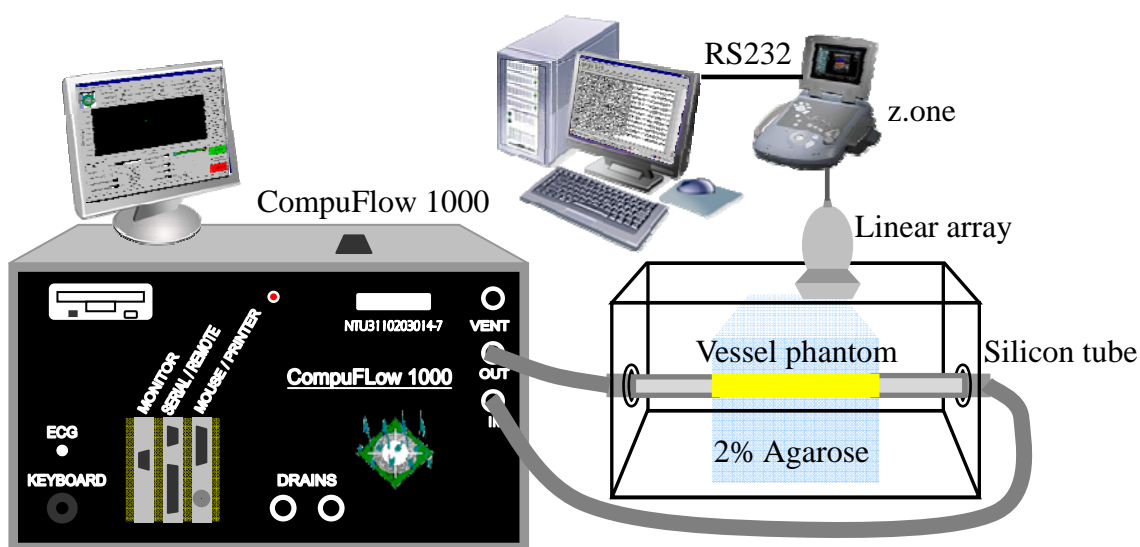 RS232
z.one
CompuFlow 1000
Linear array
NTU3110203014-7
VENT
OUT
IN
CompuFLow 1000
MONITOR
SERIAL / REMOTE
MOUSE / PRINTER
ECG
KEYBOARD
DRAINS
Vessel phantom
Silicon tube
2% Agarose